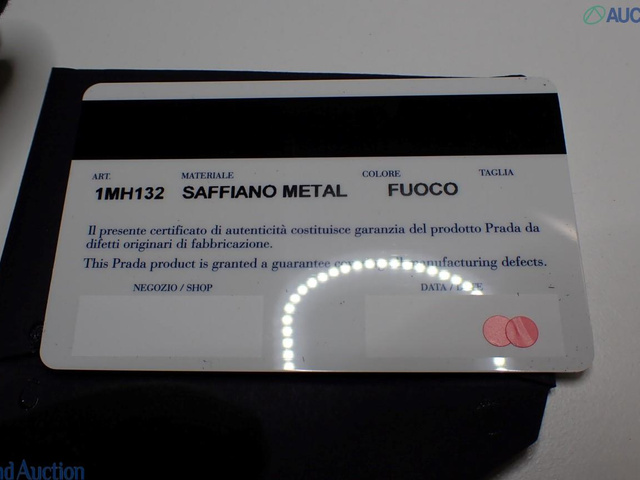 AUC
ART. MATERIALE COLORE TAGLIA
1MH132 SAFFIANO METAL FUOCO
Il presente certificato di autenticità costituisce garanzia del prodotto Prada da
difetti originari di fabbricazione.
This Prada product is granted a guarantee manufacturing defects.
NEGOZIO / SHOP DATA /
nd Auction